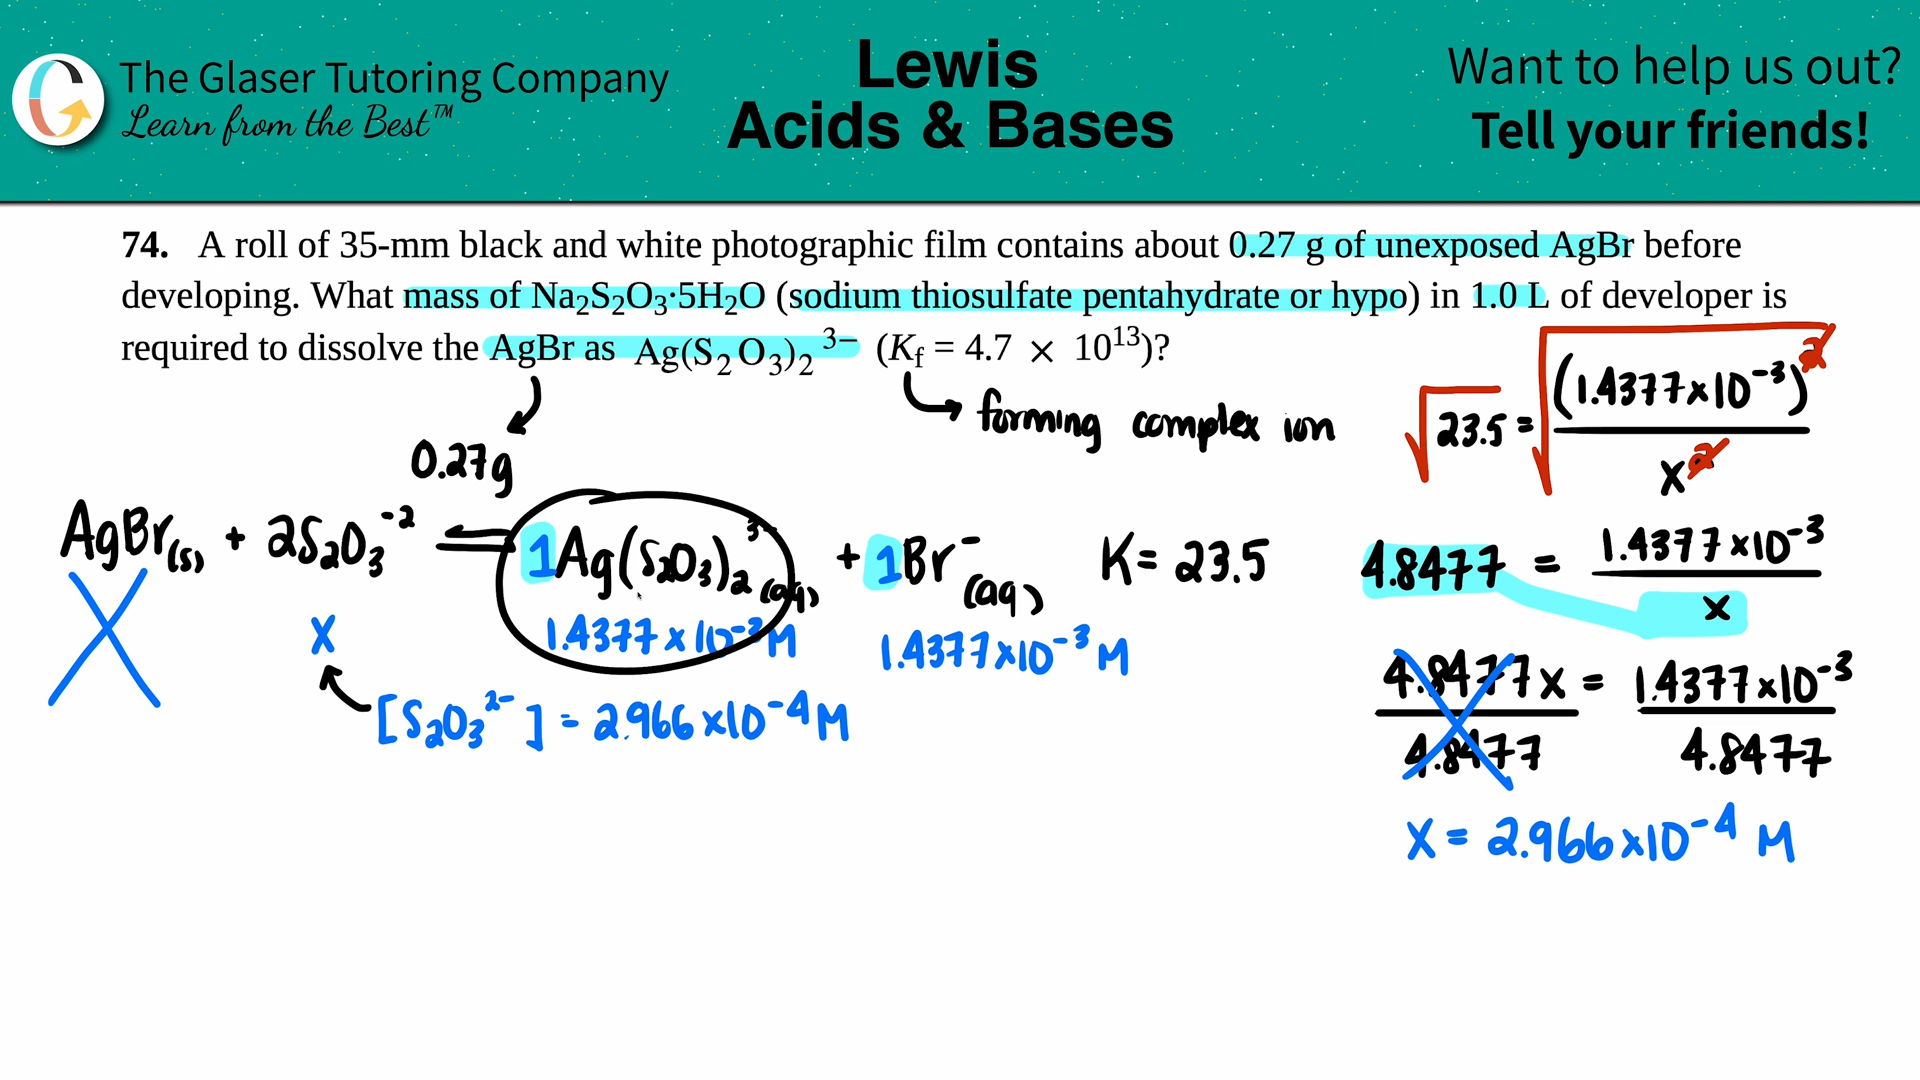 The Glaser Tutoring Company
Learn from the Best™
Lewis
Acids & Bases
Want to help us out?
Tell your friends!
74. A roll of 35-mm black and white photographic film contains about 0.27 g of unexposed AgBr before
developing. What mass of Na₂S₂O₃·5H₂O (sodium thiosulfate pentahydrate or hypo) in 1.0 L of developer is
required to dissolve the AgBr as Ag(S₂O₃)₂³⁻ (K_f = 4.7 × 10¹³)?
forming complex ion
0.27g
AgBr(s) + 2S₂O₃⁻² ⇌ 1Ag(S₂O₃)₂³⁻(aq) + 1Br⁻(aq) K = 23.5
x
1.4377 x 10⁻³ M
1.4377 x 10⁻³ M
[S₂O₃²⁻] = 2.966 x 10⁻⁴ M
√23.5 = √(1.4377 x 10⁻³)² / x²
4.8477 = 1.4377 x 10⁻³ / x
4.8477x / 4.8477 = 1.4377 x 10⁻³ / 4.8477
x = 2.966 x 10⁻⁴ M